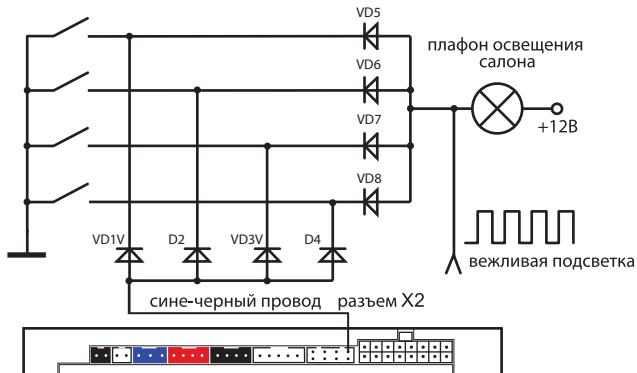 VD5
VD6
VD7
VD8
плафон освещения
салона
+12В
VD1V
D2
VD3V
D4
вежливая подсветка
сине-черный провод
разъем X2